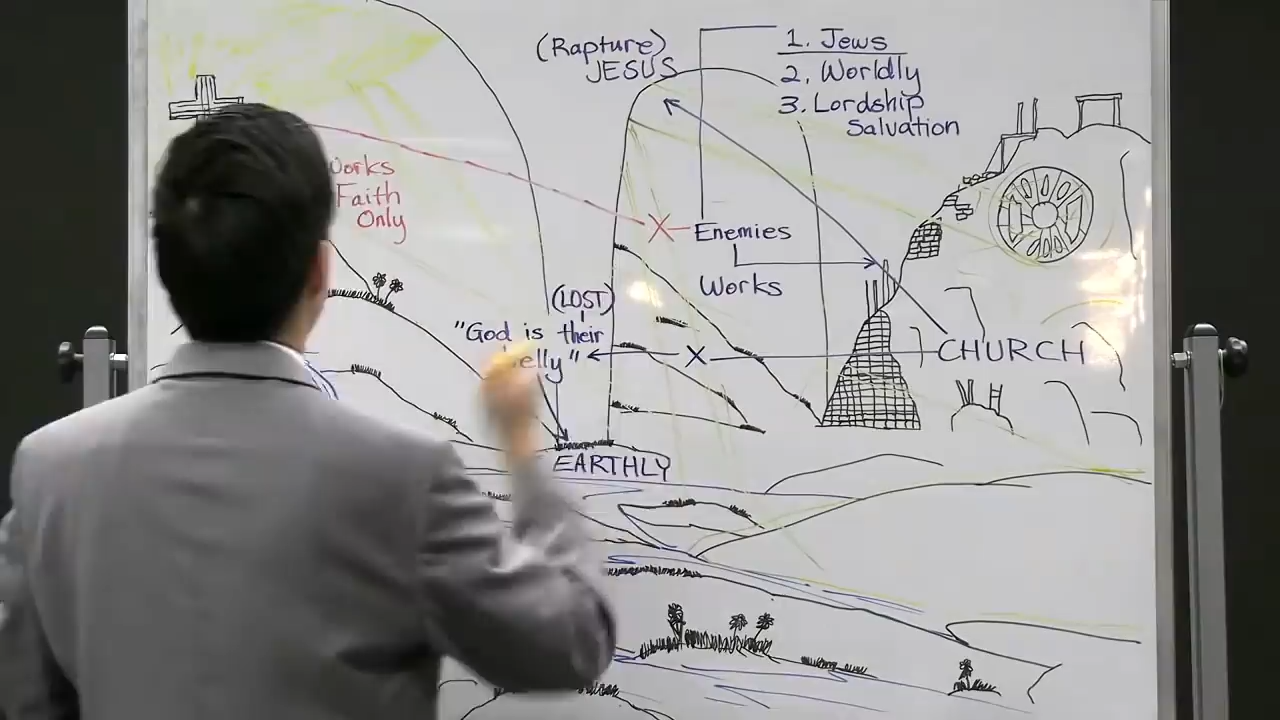 (Rapture)
JESUS
1. Jews
2. Worldly
3. Lordship
Salvation
Works
Faith
Only
X
Enemies
Works
(LOST)
"God is their
elly"
X
CHURCH
EARTHLY